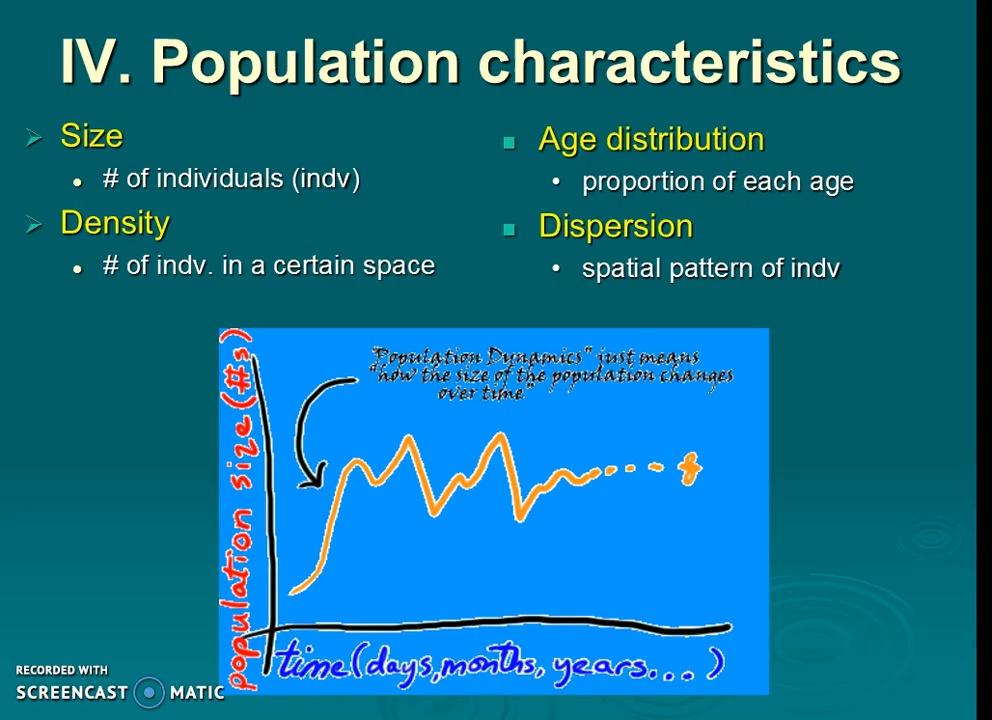 IV. Population characteristics
Size
# of individuals (indv)
Density
# of indv. in a certain space
Age distribution
proportion of each age
Dispersion
spatial pattern of indv
population size (#s)
"Population Dynamics" just means
"how the size of the population changes
over time"
time (days, months, years...)
RECORDED WITH
SCREENCAST MATIC